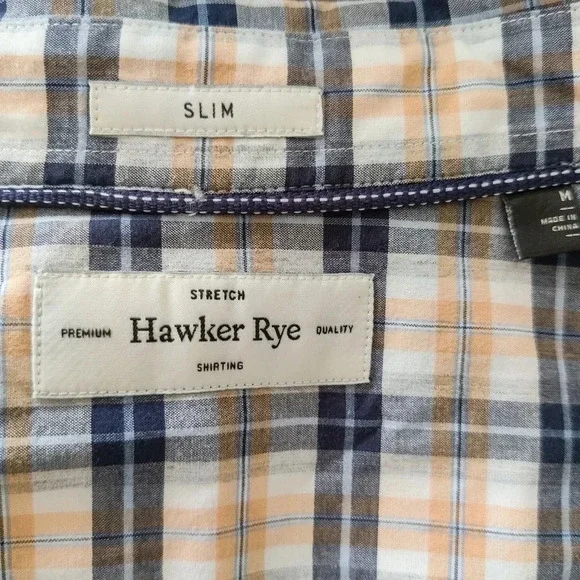 SLIM
M
MADE IN
CHINA
STRETCH
PREMIUM Hawker Rye QUALITY
SHIRTING